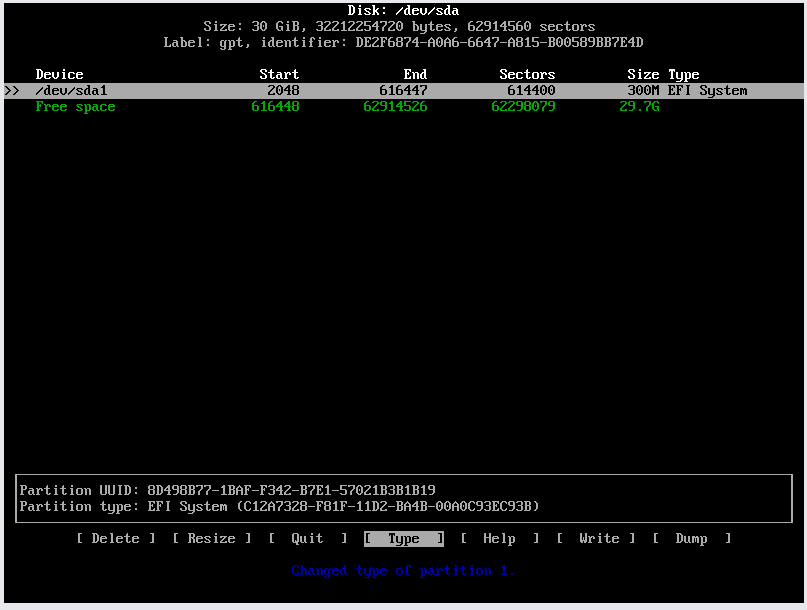 Disk: /dev/sda
Size: 30 GiB, 32212254720 bytes, 62914560 sectors
Label: gpt, identifier: DE2F6874-A0A6-6647-A815-B00589BB7E4D
Device Start End Sectors Size Type
>> /dev/sda1 2048 616447 614400 300M EFI System
Free space 616448 62914526 62298079 29.7G
Partition UUID: 8D498B77-1BAF-F342-B7E1-57021B3B1B19
Partition type: EFI System (C12A7328-F81F-11D2-BA4B-00A0C93EC93B)
[ Delete ] [ Resize ] [ Quit ] [ Type ] [ Help ] [ Write ] [ Dump ]
Changed type of partition 1.